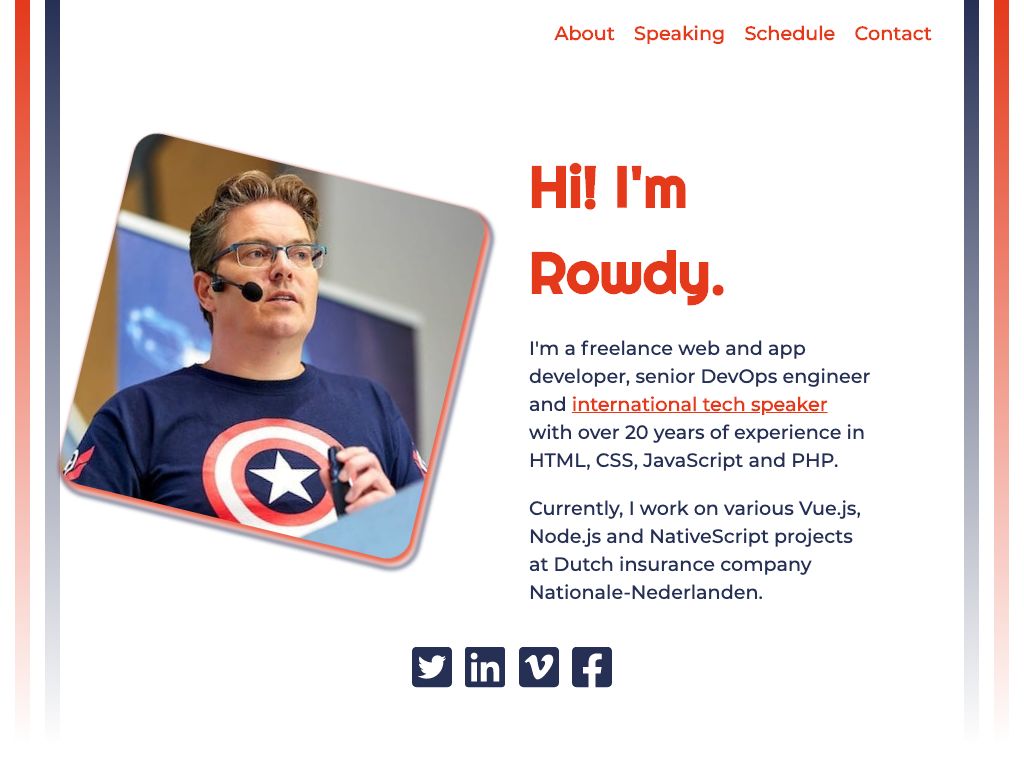 About Speaking Schedule Contact
Hi! I'm
Rowdy.
I'm a freelance web and app
developer, senior DevOps engineer
and international tech speaker
with over 20 years of experience in
HTML, CSS, JavaScript and PHP.
Currently, I work on various Vue.js,
Node.js and NativeScript projects
at Dutch insurance company
Nationale-Nederlanden.